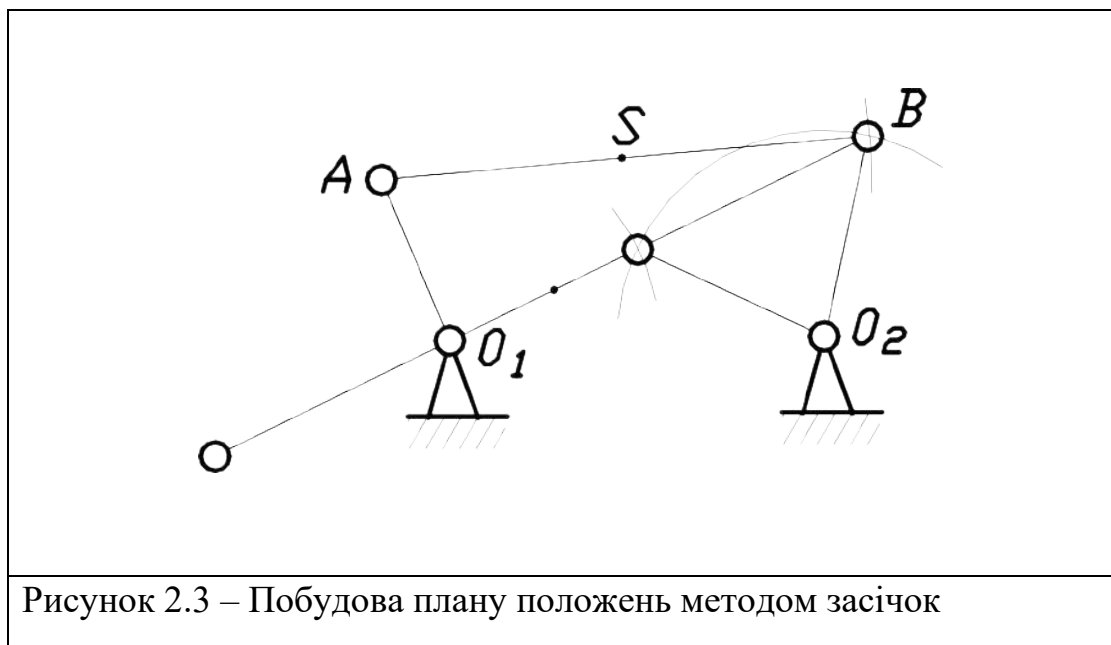 S
B
A
O1
O2
Рисунок 2.3 – Побудова плану положень методом засічок